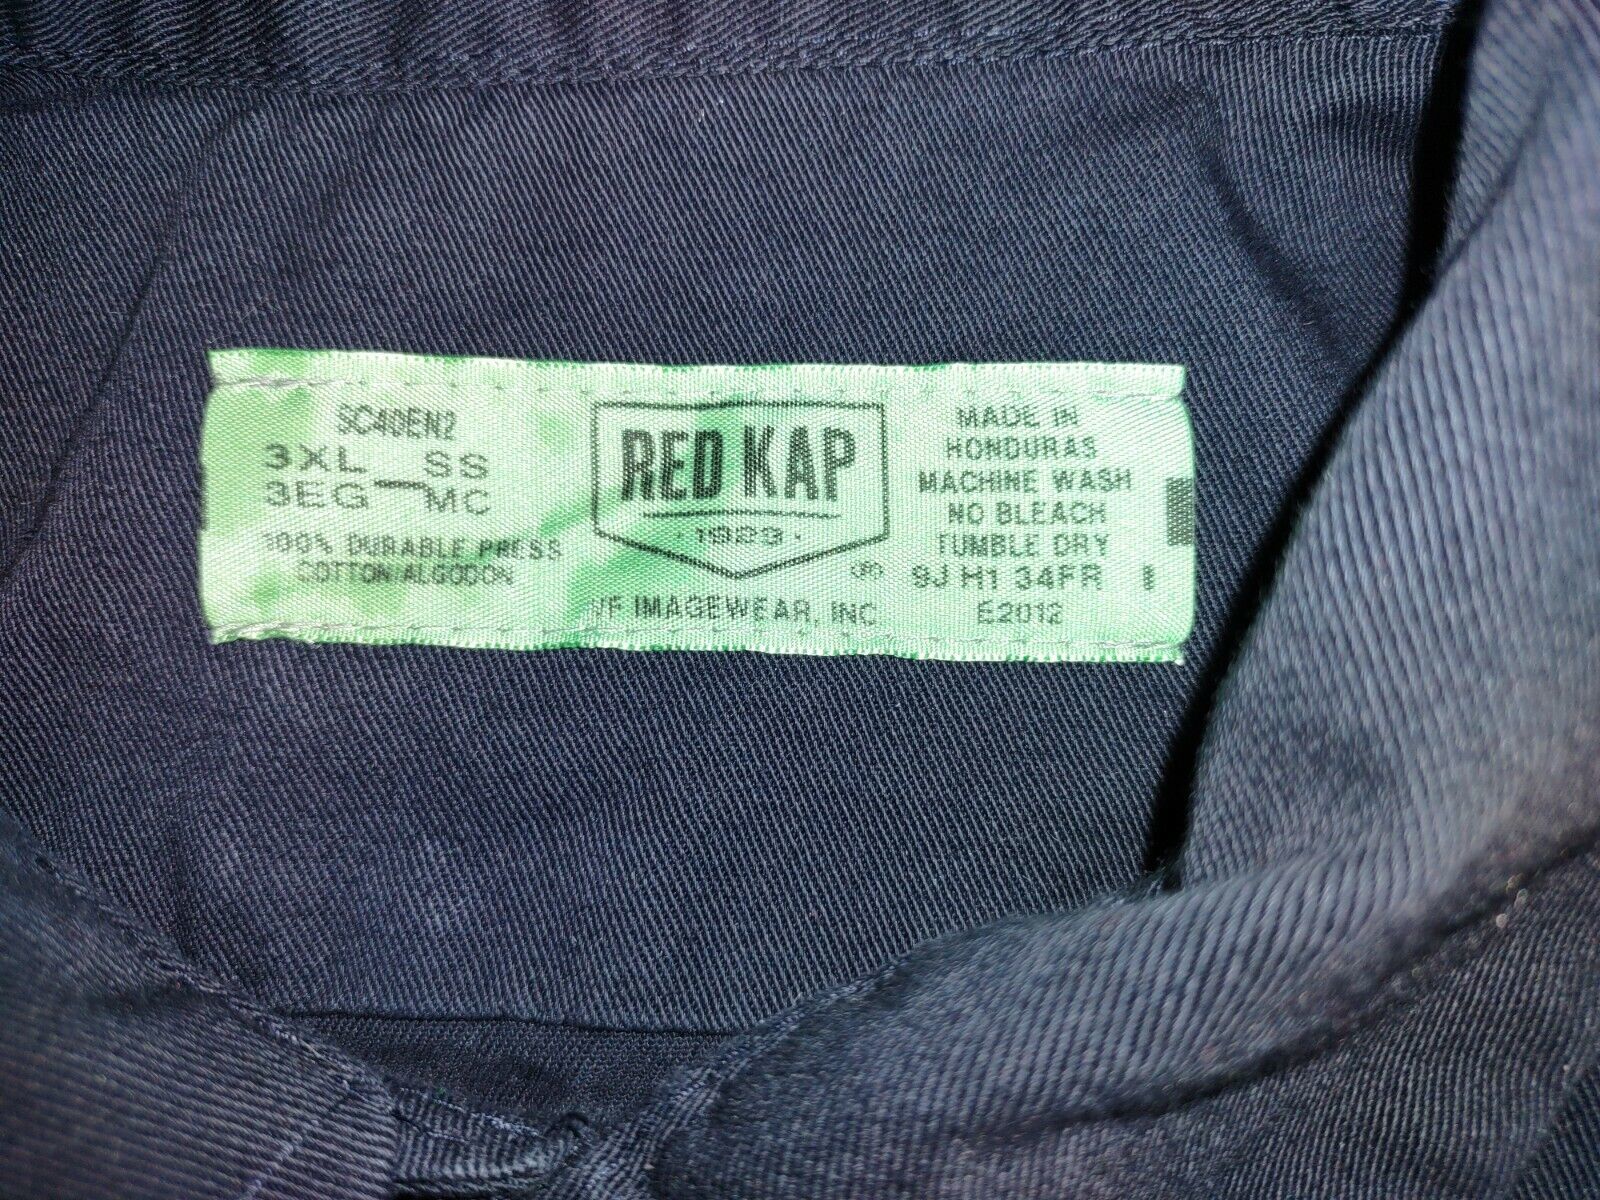 SC40EN2
3XL SS
3EG MC
100% DURABLE PRESS
COTTON/ALGODON
RED KAP
· 1923 ·
®
VF IMAGEWEAR, INC
MADE IN
HONDURAS
MACHINE WASH
NO BLEACH
TUMBLE DRY
9J H1 34FR
E2012